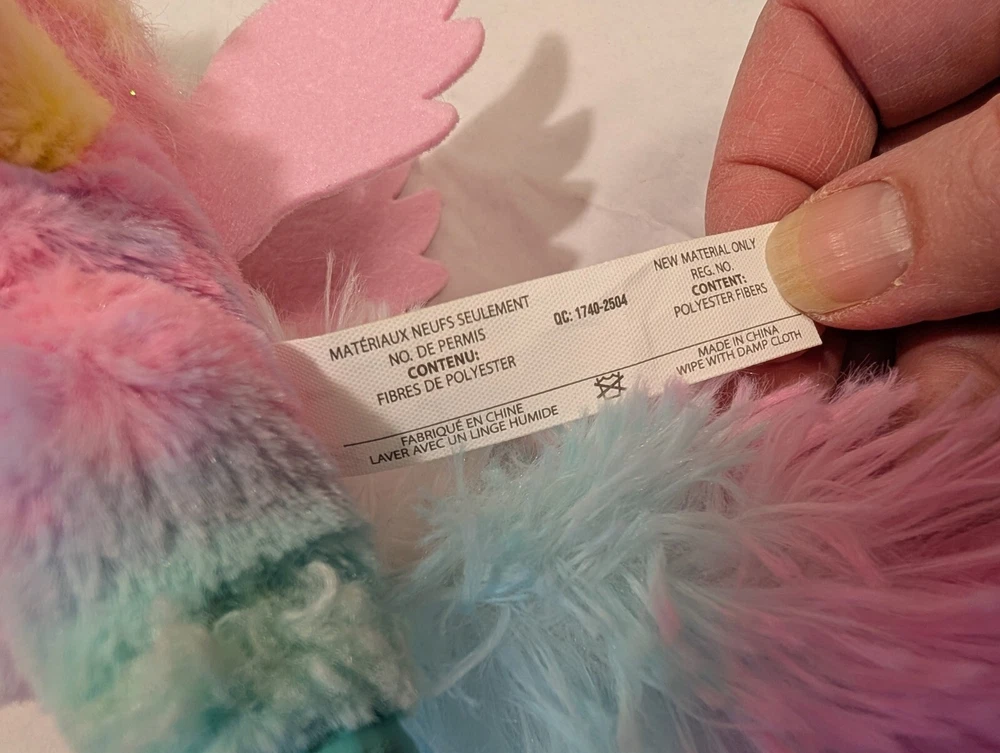 MATÉRIAUX NEUFS SEULEMENT
NO. DE PERMIS
CONTENU:
FIBRES DE POLYESTER
FABRIQUÉ EN CHINE
LAVER AVEC UN LINGE HUMIDE
QC: 1740-2504
NEW MATERIAL ONLY
REG. NO.
CONTENT:
POLYESTER FIBERS
MADE IN CHINA
WIPE WITH DAMP CLOTH